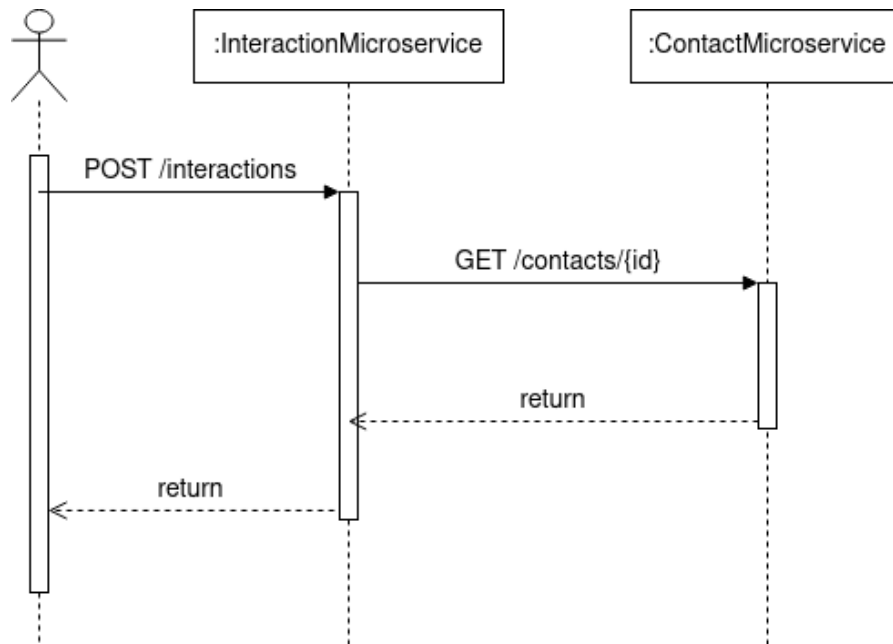 :InteractionMicroservice
:ContactMicroservice
POST /interactions
GET /contacts/{id}
return
return